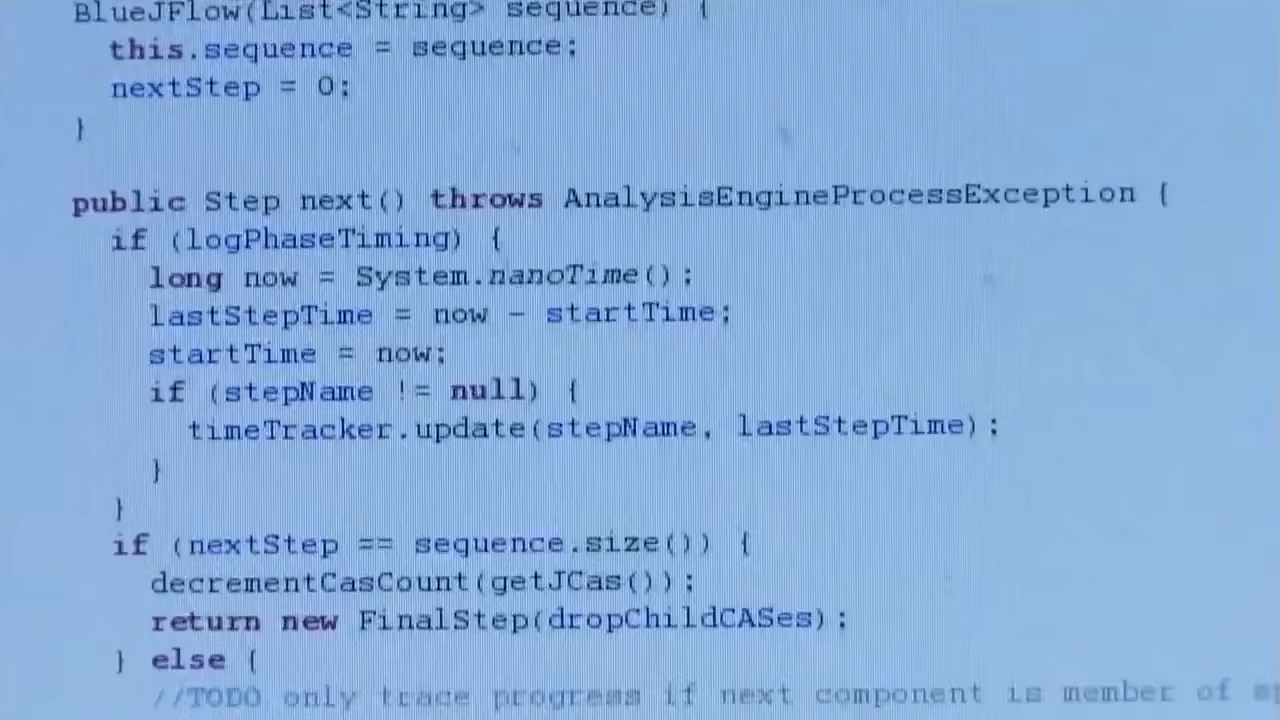 BlueJFlow(List<String> sequence) {
this.sequence = sequence;
nextStep = 0;
}
public Step next() throws AnalysisEngineProcessException {
if (logPhaseTiming) {
long now = System.nanoTime();
lastStepTime = now - startTime;
startTime = now;
if (stepName != null) {
timeTracker.update(stepName, lastStepTime);
}
}
if (nextStep == sequence.size()) {
decrementCasCount(getJCas());
return new FinalStep(dropChildCASes);
} else {
//TODO only trace progress if next component is member of